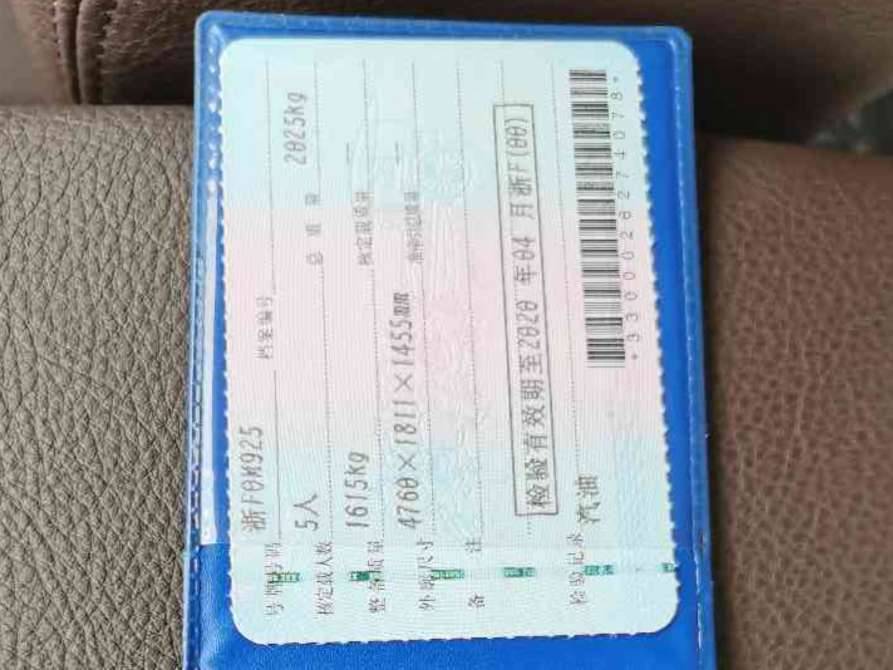 号牌号码 浙F0M925 档案编号
核定载人数 5人 总质量 2025kg
整备质量 1615kg 核定载质量 —
外廓尺寸 4760×1811×1455mm 准牵引总质量 —
备注
检验有效期至2020年04月浙F(00)
检验记录 汽油
*3300028274078*